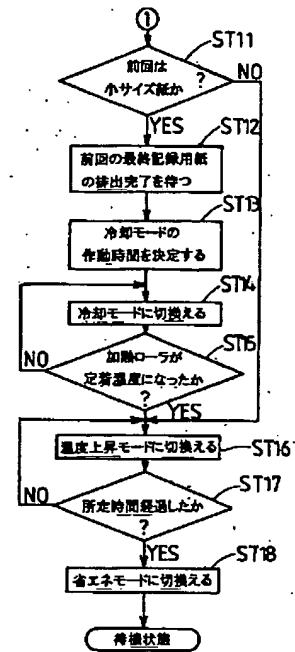 ①
ST11
前回は
小サイズ紙か
?
NO
YES
ST12
前回の最終記録用紙
の排出完了を待つ
ST13
冷却モードの
作動時間を決定する
ST14
冷却モードに切換える
ST15
加熱ローラが
定着温度になったか
?
NO
YES
温度上昇モードに切換える
ST16
ST17
所定時間経過したか
?
NO
YES
ST18
省エネモードに切換える
待機状態